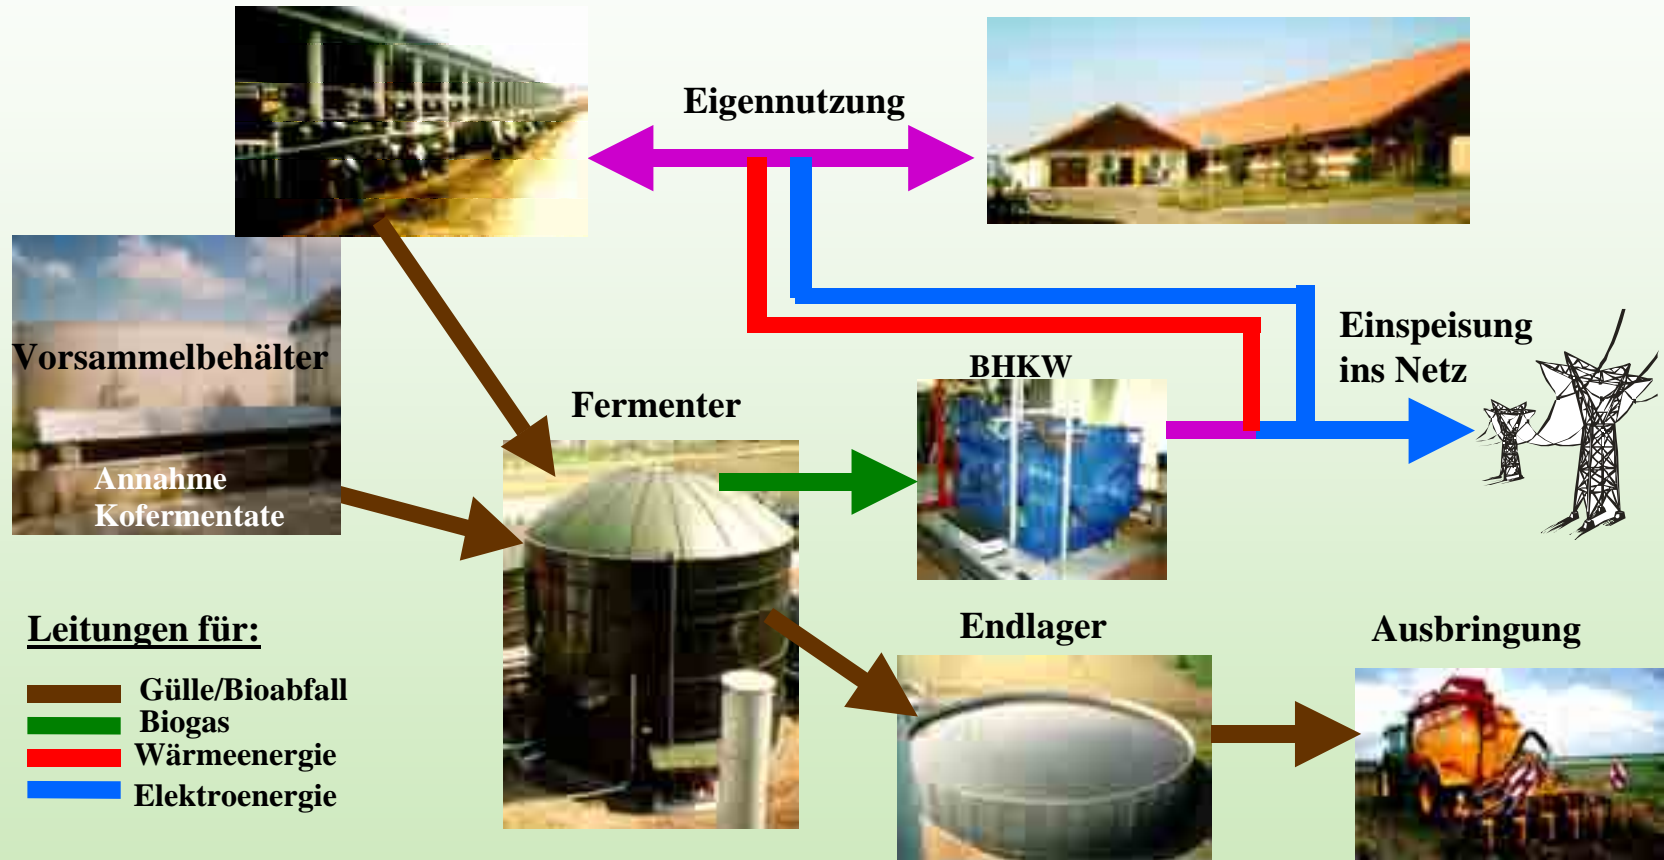 Eigennutzung
Vorsammelbehälter
Annahme
Kofermentate
Fermenter
BHKW
Einspeisung
ins Netz
Endlager
Ausbringung
Leitungen für:
Gülle/Bioabfall
Biogas
Wärmeenergie
Elektroenergie